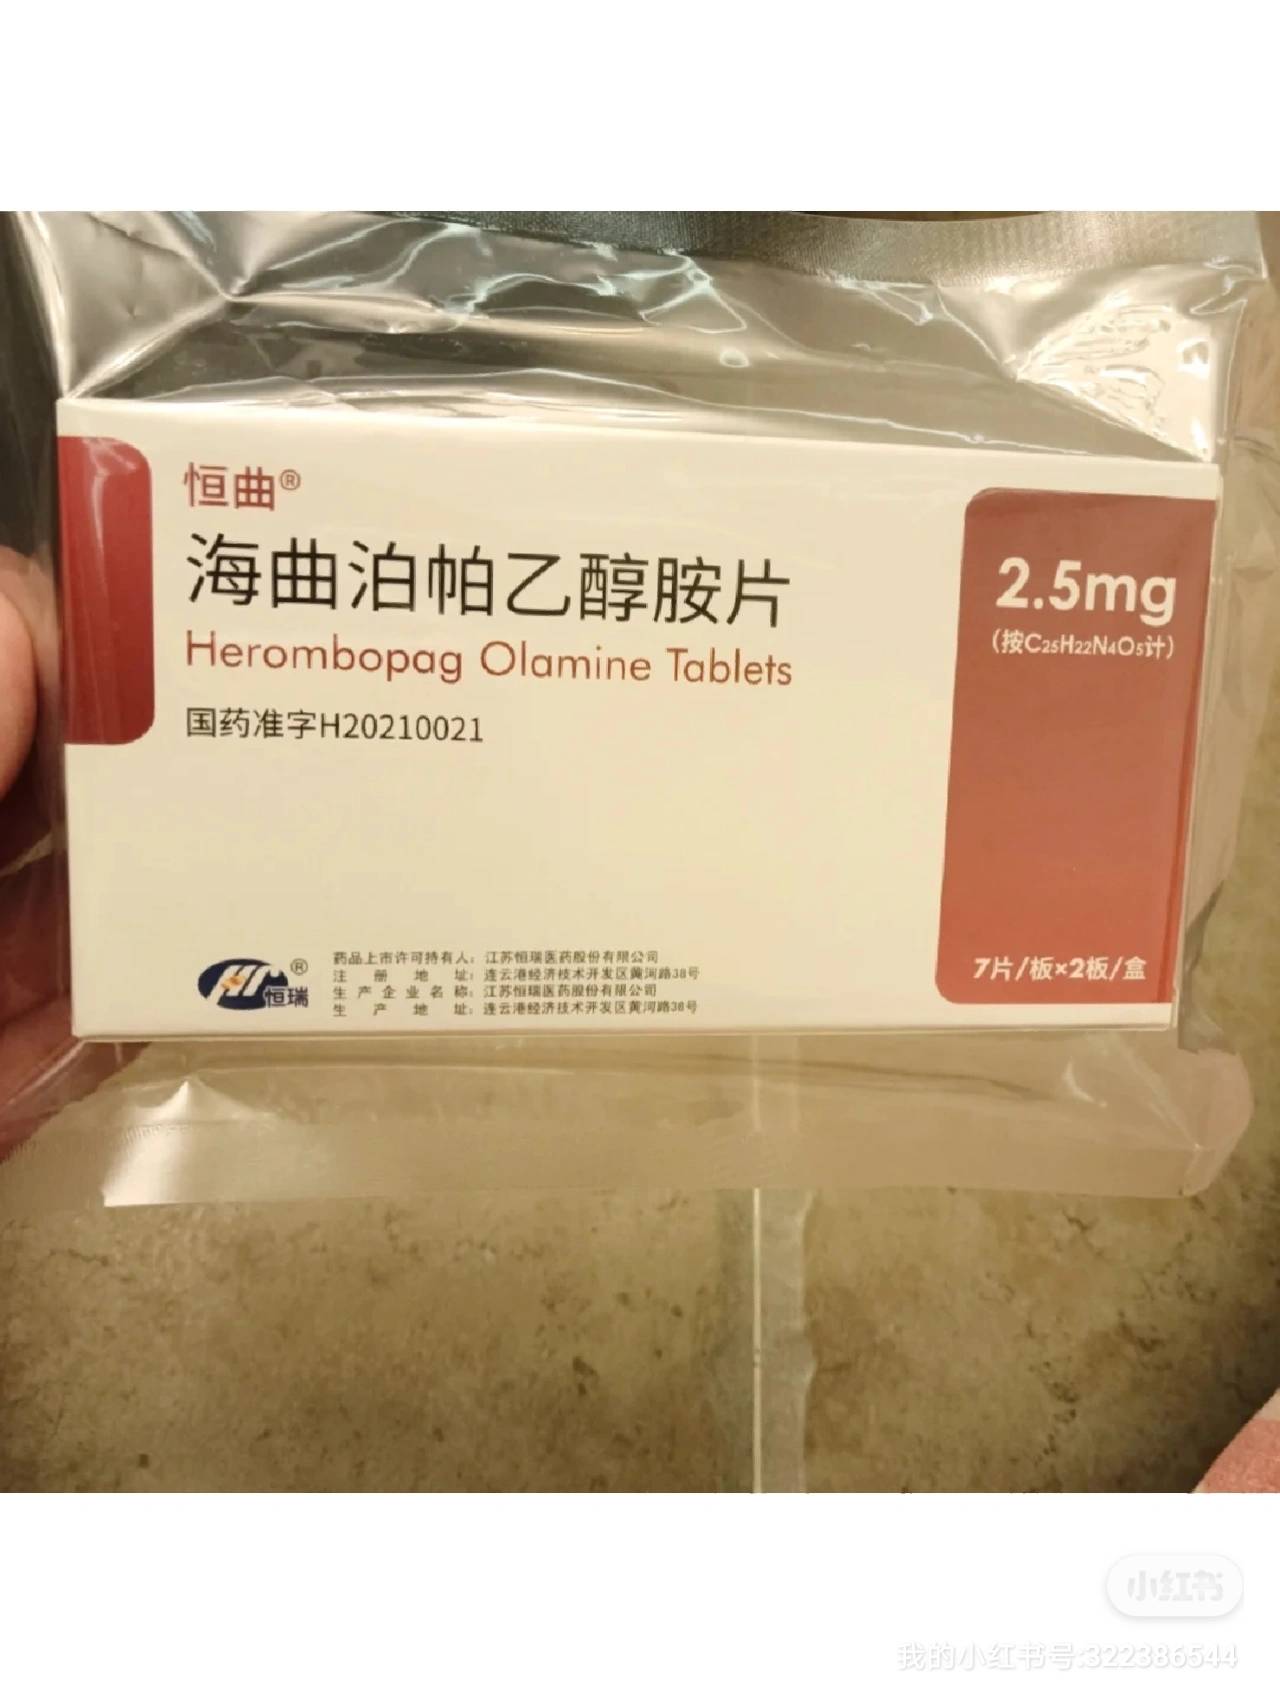 恒曲®
海曲泊帕乙醇胺片
Herombopag Olamine Tablets
国药准字H20210021
2.5mg
(按C₂₅H₂₂N₄O₅计)
7片/板×2板/盒
HR®
恒瑞
药品上市许可持有人：江苏恒瑞医药股份有限公司
注册地址：连云港经济技术开发区黄河路38号
生产企业名称：江苏恒瑞医药股份有限公司
生产地址：连云港经济技术开发区黄河路38号
小红书
我的小红书号:322386544